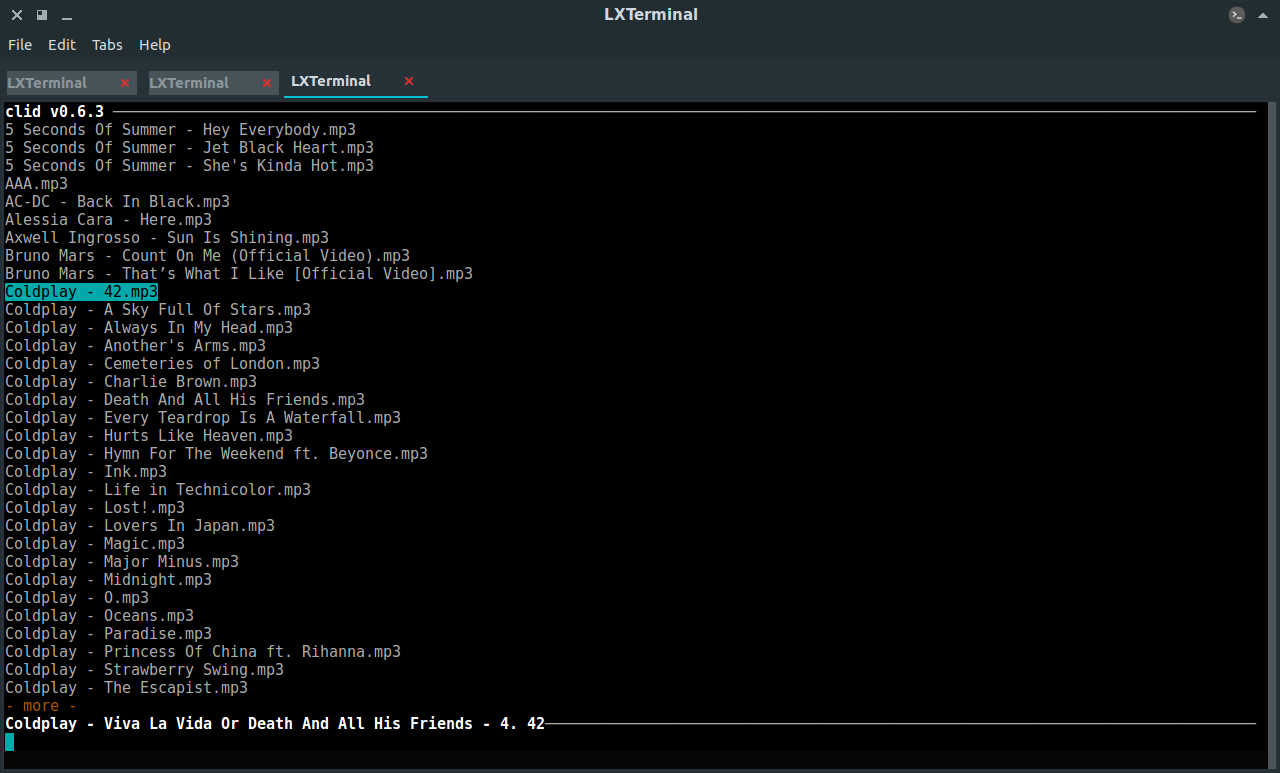 LXTerminal
File Edit Tabs Help
LXTerminal LXTerminal LXTerminal
clid v0.6.3
5 Seconds Of Summer - Hey Everybody.mp3
5 Seconds Of Summer - Jet Black Heart.mp3
5 Seconds Of Summer - She's Kinda Hot.mp3
AAA.mp3
AC-DC - Back In Black.mp3
Alessia Cara - Here.mp3
Axwell Ingrosso - Sun Is Shining.mp3
Bruno Mars - Count On Me (Official Video).mp3
Bruno Mars - That’s What I Like [Official Video].mp3
Coldplay - 42.mp3
Coldplay - A Sky Full Of Stars.mp3
Coldplay - Always In My Head.mp3
Coldplay - Another's Arms.mp3
Coldplay - Cemeteries of London.mp3
Coldplay - Charlie Brown.mp3
Coldplay - Death And All His Friends.mp3
Coldplay - Every Teardrop Is A Waterfall.mp3
Coldplay - Hurts Like Heaven.mp3
Coldplay - Hymn For The Weekend ft. Beyonce.mp3
Coldplay - Ink.mp3
Coldplay - Life in Technicolor.mp3
Coldplay - Lost!.mp3
Coldplay - Lovers In Japan.mp3
Coldplay - Magic.mp3
Coldplay - Major Minus.mp3
Coldplay - Midnight.mp3
Coldplay - O.mp3
Coldplay - Oceans.mp3
Coldplay - Paradise.mp3
Coldplay - Princess Of China ft. Rihanna.mp3
Coldplay - Strawberry Swing.mp3
Coldplay - The Escapist.mp3
- more -
Coldplay - Viva La Vida Or Death And All His Friends - 4. 42